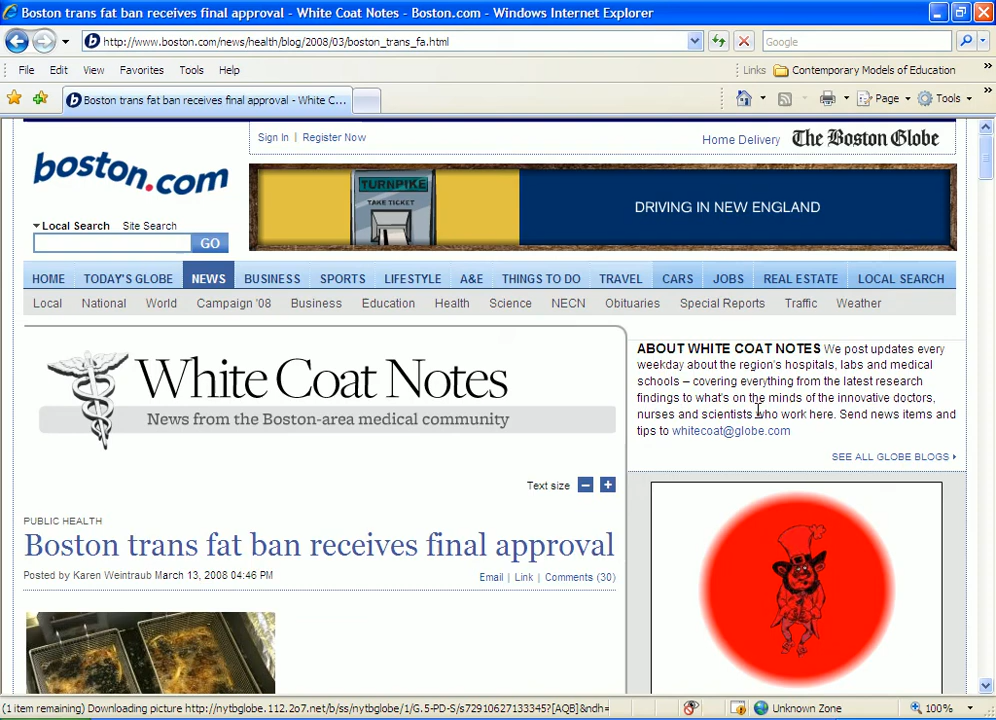 Boston trans fat ban receives final approval - White Coat Notes - Boston.com - Windows Internet Explorer
http://www.boston.com/news/health/blog/2008/03/boston_trans_fa.html
Google
File Edit View Favorites Tools Help
Links Contemporary Models of Education »
Boston trans fat ban receives final approval - White C...
Page Tools »
Sign In | Register Now
Home Delivery The Boston Globe
boston.com
TURNPIKE
TAKE TICKET
DRIVING IN NEW ENGLAND
Local Search Site Search
GO
HOME TODAY'S GLOBE NEWS BUSINESS SPORTS LIFESTYLE A&E THINGS TO DO TRAVEL CARS JOBS REAL ESTATE LOCAL SEARCH
Local National World Campaign '08 Business Education Health Science NECN Obituaries Special Reports Traffic Weather
White Coat Notes
News from the Boston-area medical community
ABOUT WHITE COAT NOTES We post updates every
weekday about the region's hospitals, labs and medical
schools – covering everything from the latest research
findings to what's on the minds of the innovative doctors,
nurses and scientists who work here. Send news items and
tips to whitecoat@globe.com
SEE ALL GLOBE BLOGS
Text size − +
PUBLIC HEALTH
Boston trans fat ban receives final approval
Posted by Karen Weintraub March 13, 2008 04:46 PM
Email | Link | Comments (30)
(1 item remaining) Downloading picture http://nytbglobe.112.2o7.net/b/ss/nytbglobe/1/G.5-PD-S/s72910627133345?[AQB]&ndh=
Unknown Zone
100%